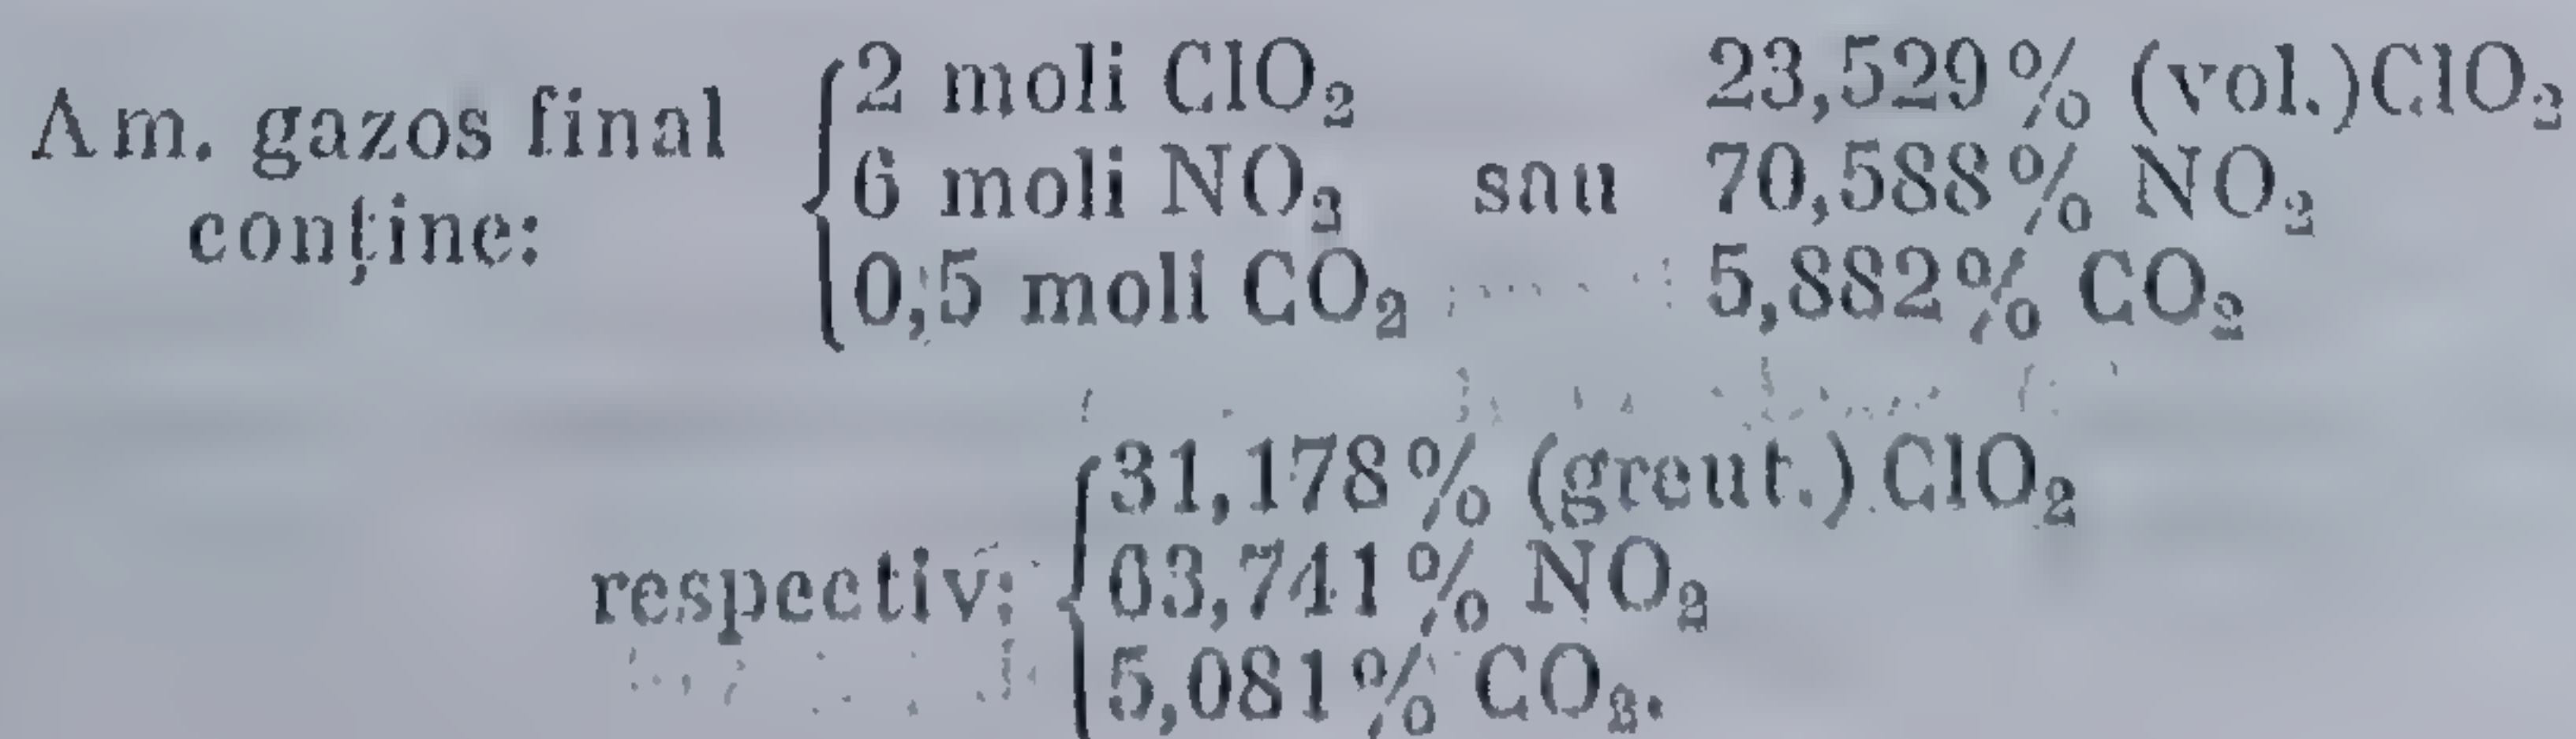 Am. gazos final conține:
2 moli ClO₂
6 moli NO₂
0,5 moli CO₂
sau
23,529% (vol.) ClO₂
70,588% NO₂
5,882% CO₂
respectiv:
31,178% (greut.) ClO₂
63,741% NO₂
5,081% CO₂.